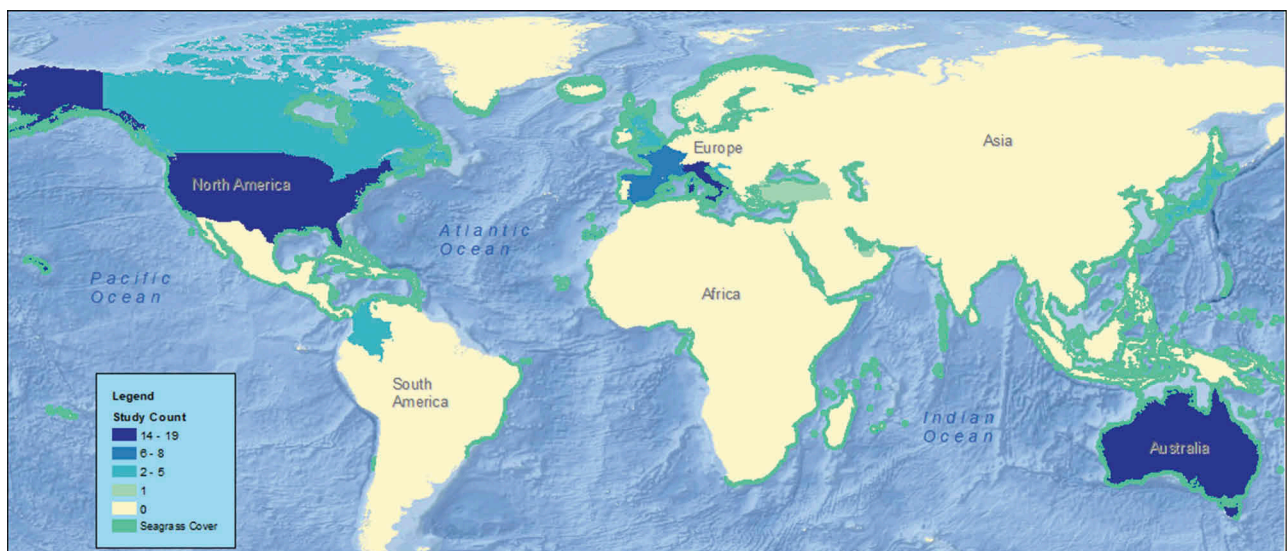 Asia
Europe
North America
Atlantic
Ocean
Pacific
Ocean
Africa
South
America
Indian
Ocean
Australia
Legend
Study Count
14 - 19
6 - 8
2 - 5
1
0
Seagrass Cover